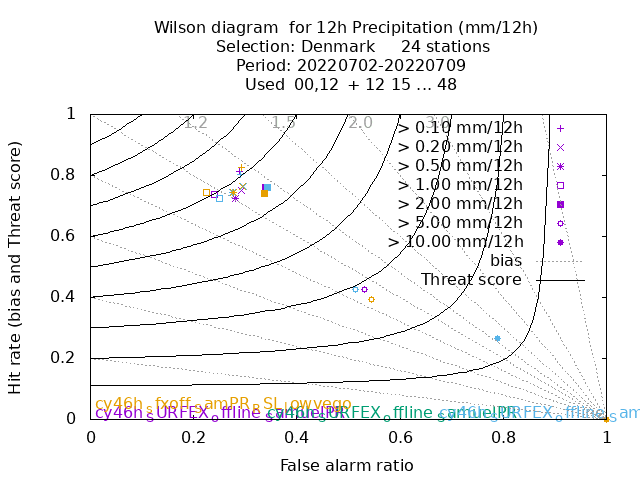 Wilson diagram for 12h Precipitation (mm/12h)
Selection: Denmark 24 stations
Period: 20220702-20220709
Used 00,12 + 12 15 ... 48
1.2 1.5 2.0 3.0
> 0.10 mm/12h
> 0.20 mm/12h
> 0.50 mm/12h
> 1.00 mm/12h
> 2.00 mm/12h
> 5.00 mm/12h
> 10.00 mm/12h
bias
Threat score
Hit rate (bias and Threat score)
1
0.8
0.6
0.4
0.2
0
cy46h_sfxoff_samPR_RSL_lowvego
cy46h_sURFEX_offline_sampleIPR
0 0.2 0.4 0.6 0.8 1
False alarm ratio